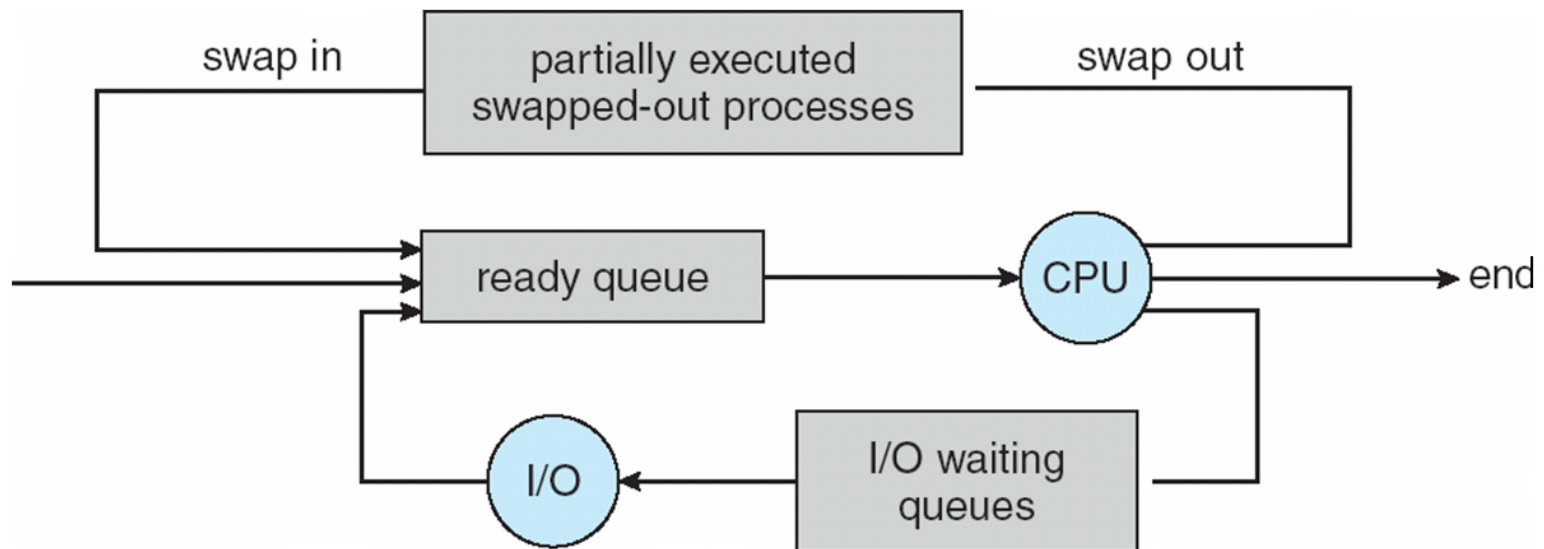 swap in
partially executed
swapped-out processes
swap out
ready queue
CPU
end
I/O
I/O waiting
queues